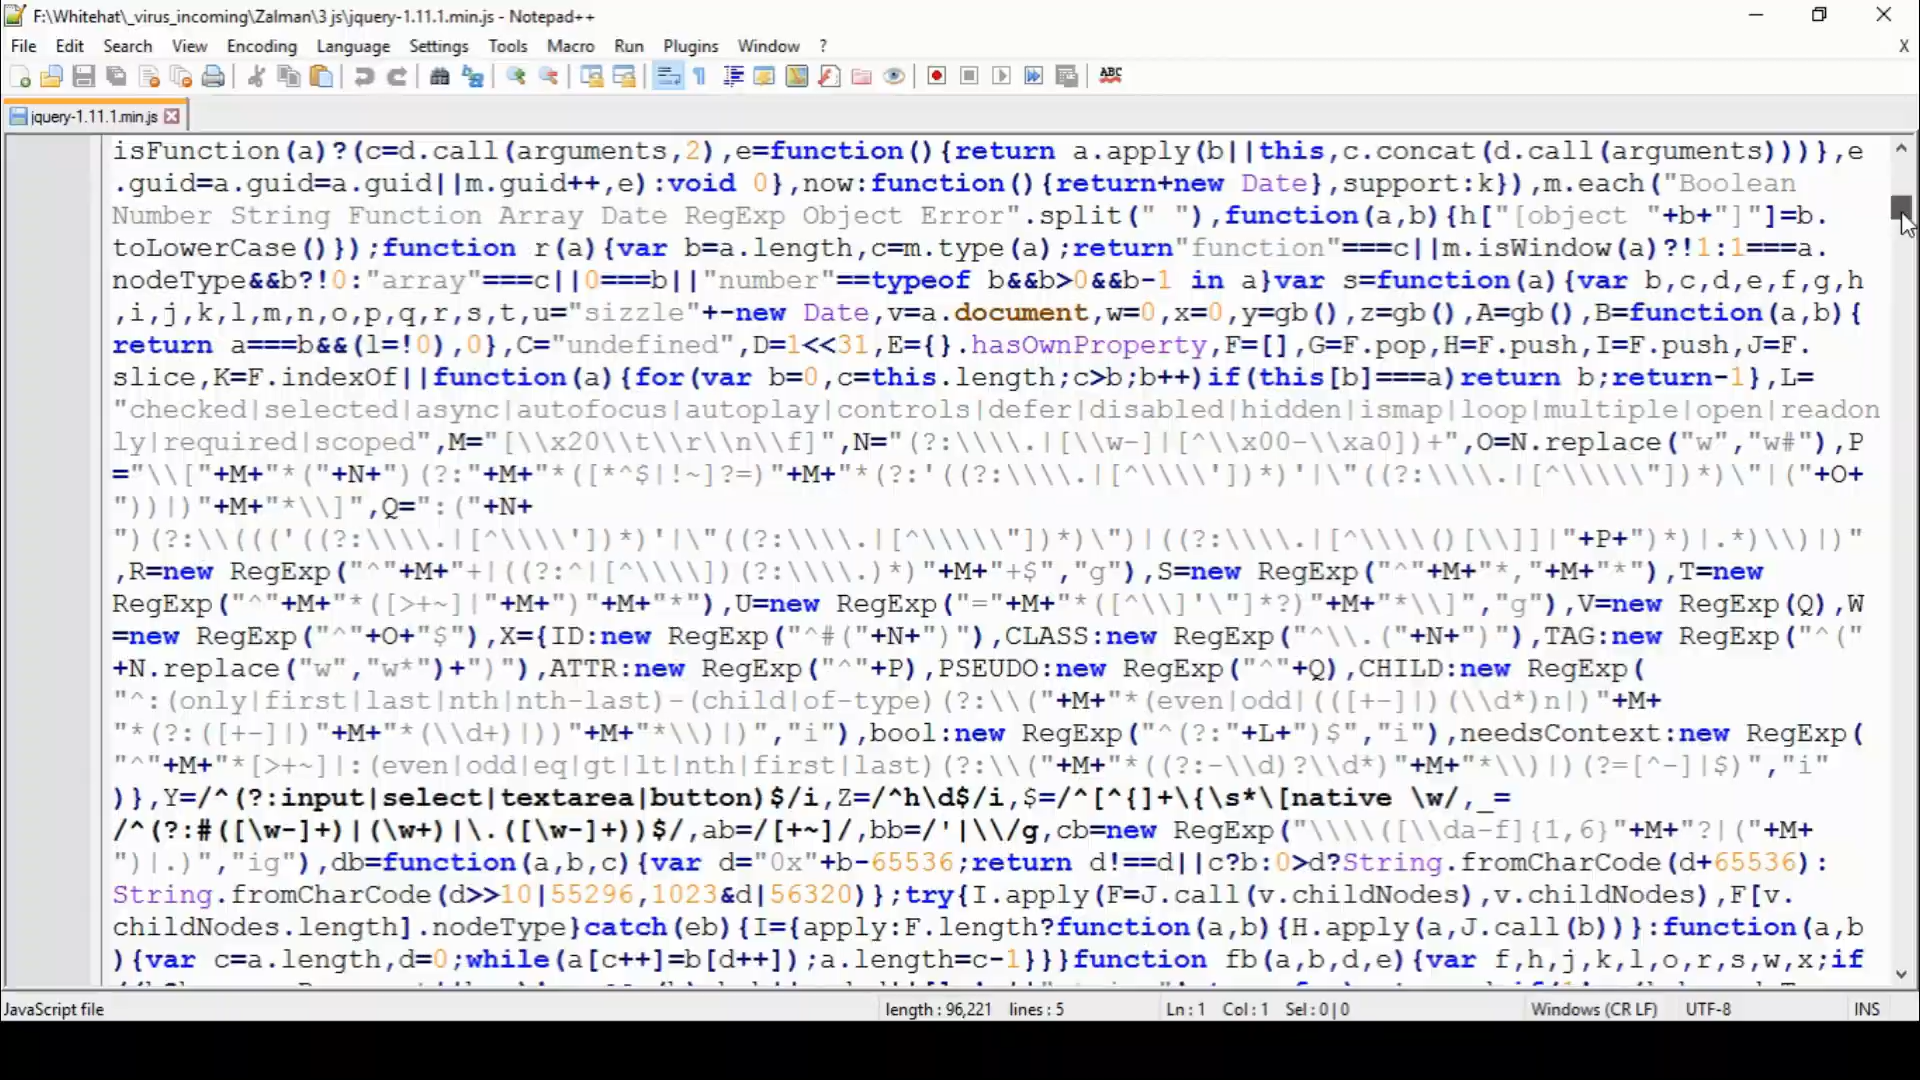 F:\Whitehat\_virus_incoming\Zalman\3 js\jquery-1.11.1.min.js - Notepad++
File Edit Search View Encoding Language Settings Tools Macro Run Plugins Window ? X
ABC
jquery-1.11.1.min.js
isFunction(a)?(c=d.call(arguments,2),e=function(){return a.apply(b||this,c.concat(d.call(arguments)))},e
.guid=a.guid=a.guid||m.guid++,e):void 0},now:function(){return+new Date},support:k}),m.each("Boolean
Number String Function Array Date RegExp Object Error".split(" "),function(a,b){h["[object "+b+"]"]=b.
toLowerCase()});function r(a){var b=a.length,c=m.type(a);return"function"===c||m.isWindow(a)?!1:1===a.
nodeType&&b?!0:"array"===c||0===b||"number"==typeof b&&b>0&&b-1 in a}var s=function(a){var b,c,d,e,f,g,h
,i,j,k,l,m,n,o,p,q,r,s,t,u="sizzle"+-new Date,v=a.document,w=0,x=0,y=gb(),z=gb(),A=gb(),B=function(a,b){
return a===b&&(l=!0),0},C="undefined",D=1<<31,E={}.hasOwnProperty,F=[],G=F.pop,H=F.push,I=F.push,J=F.
slice,K=F.indexOf||function(a){for(var b=0,c=this.length;c>b;b++)if(this[b]===a)return b;return-1},L=
"checked|selected|async|autofocus|autoplay|controls|defer|disabled|hidden|ismap|loop|multiple|open|readon
ly|required|scoped",M="[\\x20\\t\\r\\n\\f]",N="(?:\\\\.|[\\w-]|[^\\x00-\\xa0])+",O=N.replace("w","w#"),P
="\\["+M+"*("+N+")(?:"+M+"*([*^$|!~]?=)"+M+"*(?:'((?:\\\\.|[^\\\\'])*)'|\"((?:\\\\.|[^\\\\\"])*)\"|("+O+
"))|)"+M+"*\\]",Q=":("+N+
")(?:\\((('((?:\\\\.|[^\\\\'])*)'|\"((?:\\\\.|[^\\\\\"])*)\")|((?:\\\\.|[^\\\\()[\\]]|"+P+")*)|.*)\\)|)"
,R=new RegExp("^"+M+"+|((?:^|[^\\\\])(?:\\\\.)*)"+M+"+$","g"),S=new RegExp("^"+M+"*,"+M+"*"),T=new
RegExp("^"+M+"*([>+~]|"+M+")"+M+"*"),U=new RegExp("="+M+"*([^\\]'\"]*?)"+M+"*\\]","g"),V=new RegExp(Q),W
=new RegExp("^"+O+"$"),X={ID:new RegExp("^#("+N+")"),CLASS:new RegExp("^\\.("+N+")"),TAG:new RegExp("^("
+N.replace("w","w*")+")"),ATTR:new RegExp("^"+P),PSEUDO:new RegExp("^"+Q),CHILD:new RegExp(
"^:(only|first|last|nth|nth-last)-(child|of-type)(?:\\("+M+"*(even|odd|(([+-]|)(\\d*)n|)"+M+
"*(?:([+-]|)"+M+"*(\\d+)|))"+M+"*\\)|)","i"),bool:new RegExp("^(?:"+L+")$","i"),needsContext:new RegExp(
"^"+M+"*[>+~]|:(even|odd|eq|gt|lt|nth|first|last)(?:\\("+M+"*((?:-\\d)?\\d*)"+M+"*\\)|)(?=[^-]|$)","i"
)},Y=/^(?:input|select|textarea|button)$/i,Z=/^h\d$/i,$=/^[^{]+\{\s*\[native \w/,_=
/^(?:#([\w-]+)|(\w+)|\.([\w-]+))$/,ab=/[+~]/,bb=/'|\\/g,cb=new RegExp("\\\\([\\da-f]{1,6}"+M+"?|("+M+
")|.)","ig"),db=function(a,b,c){var d="0x"+b-65536;return d!==d||c?b:0>d?String.fromCharCode(d+65536):
String.fromCharCode(d>>10|55296,1023&d|56320)};try{I.apply(F=J.call(v.childNodes),v.childNodes),F[v.
childNodes.length].nodeType}catch(eb){I={apply:F.length?function(a,b){H.apply(a,J.call(b))}:function(a,b
){var c=a.length,d=0;while(a[c++]=b[d++]);a.length=c-1}}}function fb(a,b,d,e){var f,h,j,k,l,o,r,s,w,x;if
JavaScript file length : 96,221 lines : 5 Ln : 1 Col : 1 Sel : 0 | 0 Windows (CR LF) UTF-8 INS